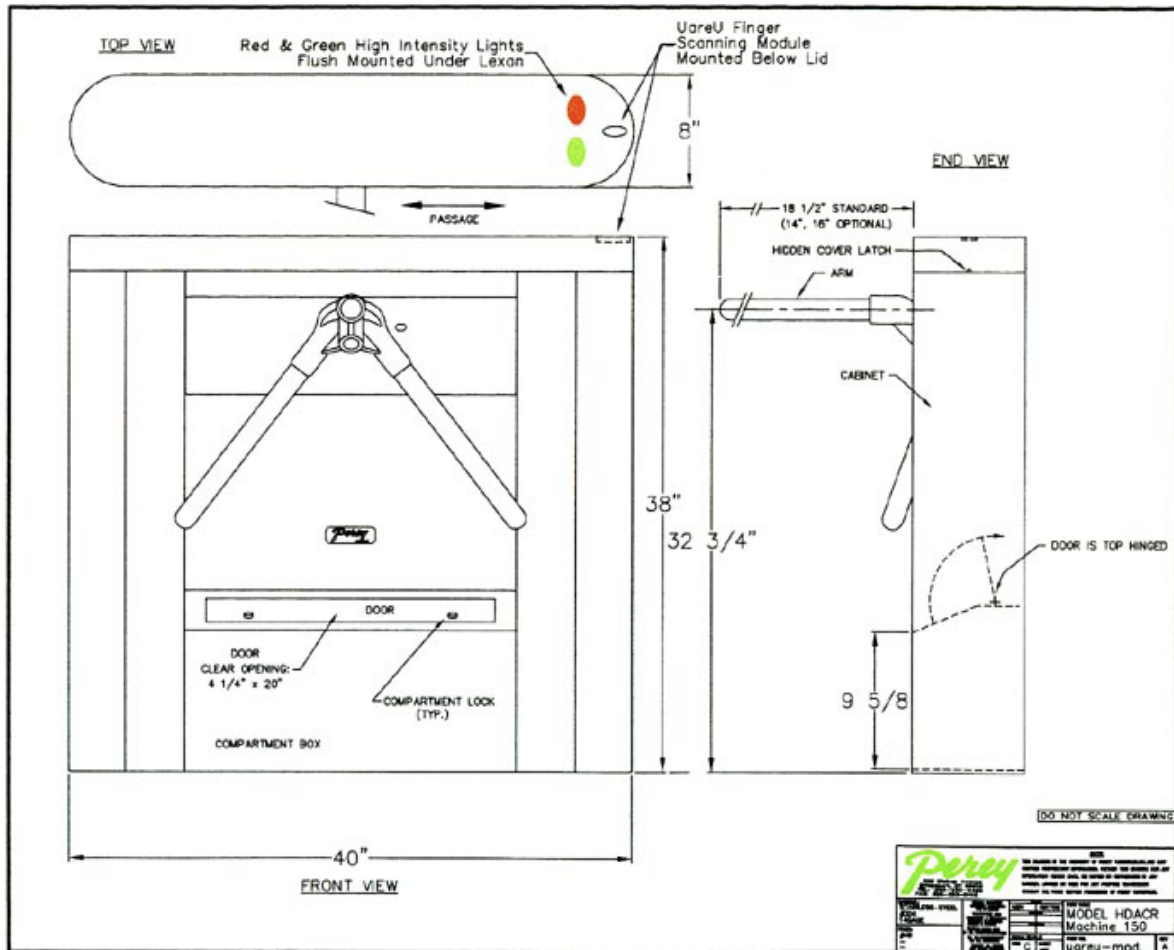 TOP VIEW
Red & Green High Intensity Lights
Flush Mounted Under Lexan
UareU Finger
Scanning Module
Mounted Below Lid
8"
PASSAGE
END VIEW
18 1/2" STANDARD
(14", 16" OPTIONAL)
HIDDEN COVER LATCH
ARM
CABINET
Perey
38"
32 3/4"
DOOR IS TOP HINGED
DOOR
DOOR
CLEAR OPENING:
4 1/4" x 20"
COMPARTMENT LOCK
(TYP.)
COMPARTMENT BOX
9 5/8
40"
FRONT VIEW
DO NOT SCALE DRAWING
Perey
MODEL HDACR
Machine 150
uareu-mod